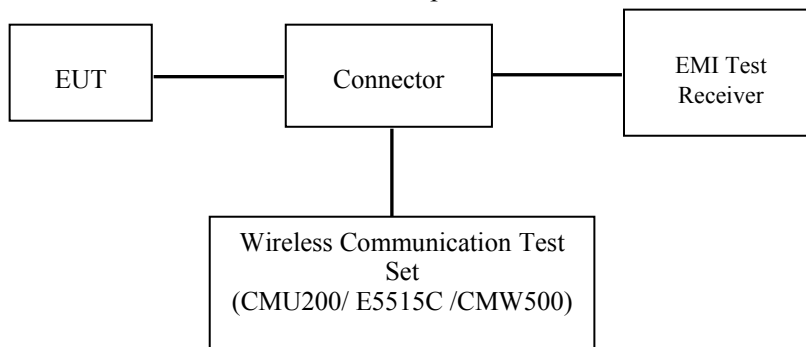 EUT
Connector
EMI Test
Receiver
Wireless Communication Test
Set
(CMU200/ E5515C /CMW500)